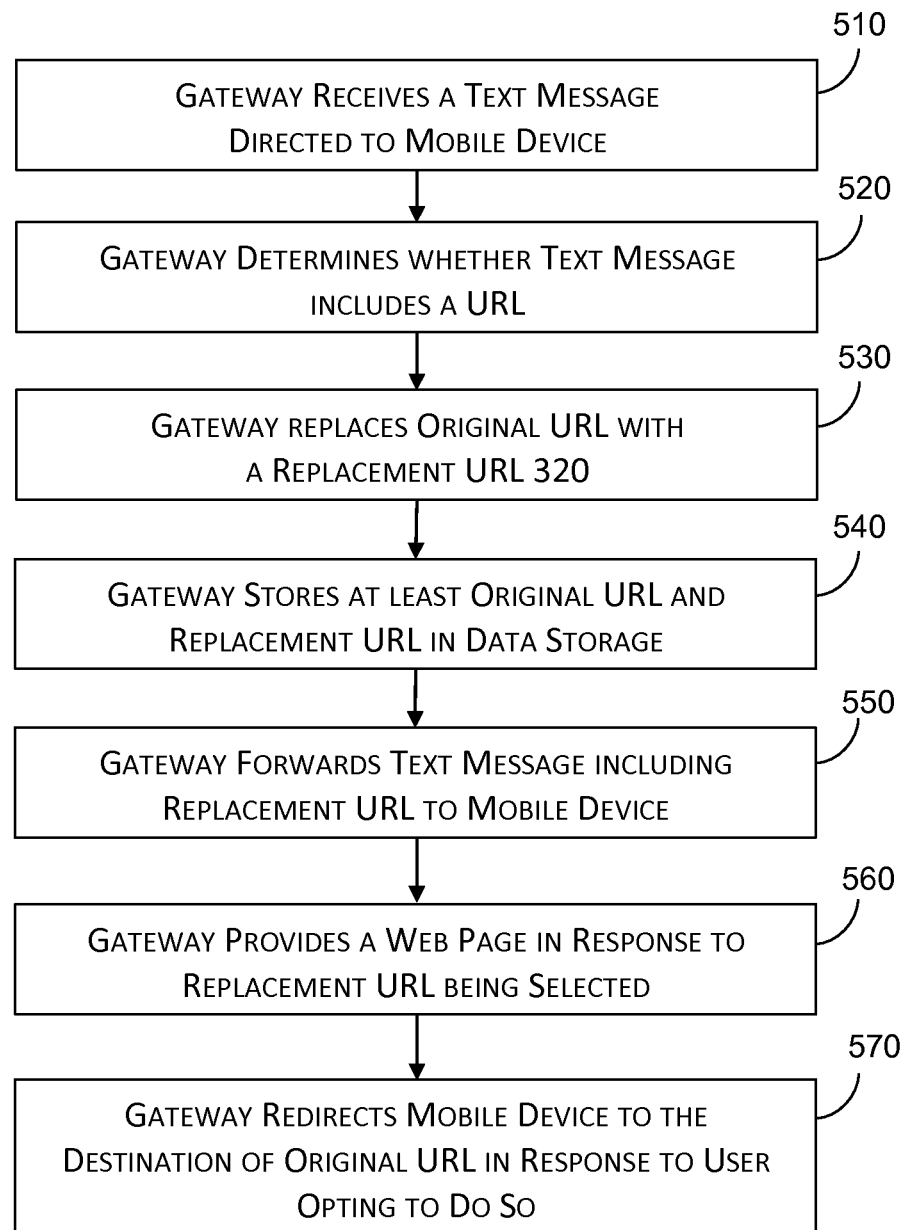 510
GATEWAY RECEIVES A TEXT MESSAGE
DIRECTED TO MOBILE DEVICE
520
GATEWAY DETERMINES WHETHER TEXT MESSAGE
INCLUDES A URL
530
GATEWAY REPLACES ORIGINAL URL WITH
A REPLACEMENT URL 320
540
GATEWAY STORES AT LEAST ORIGINAL URL AND
REPLACEMENT URL IN DATA STORAGE
550
GATEWAY FORWARDS TEXT MESSAGE INCLUDING
REPLACEMENT URL TO MOBILE DEVICE
560
GATEWAY PROVIDES A WEB PAGE IN RESPONSE TO
REPLACEMENT URL BEING SELECTED
570
GATEWAY REDIRECTS MOBILE DEVICE TO THE
DESTINATION OF ORIGINAL URL IN RESPONSE TO USER
OPTING TO DO SO